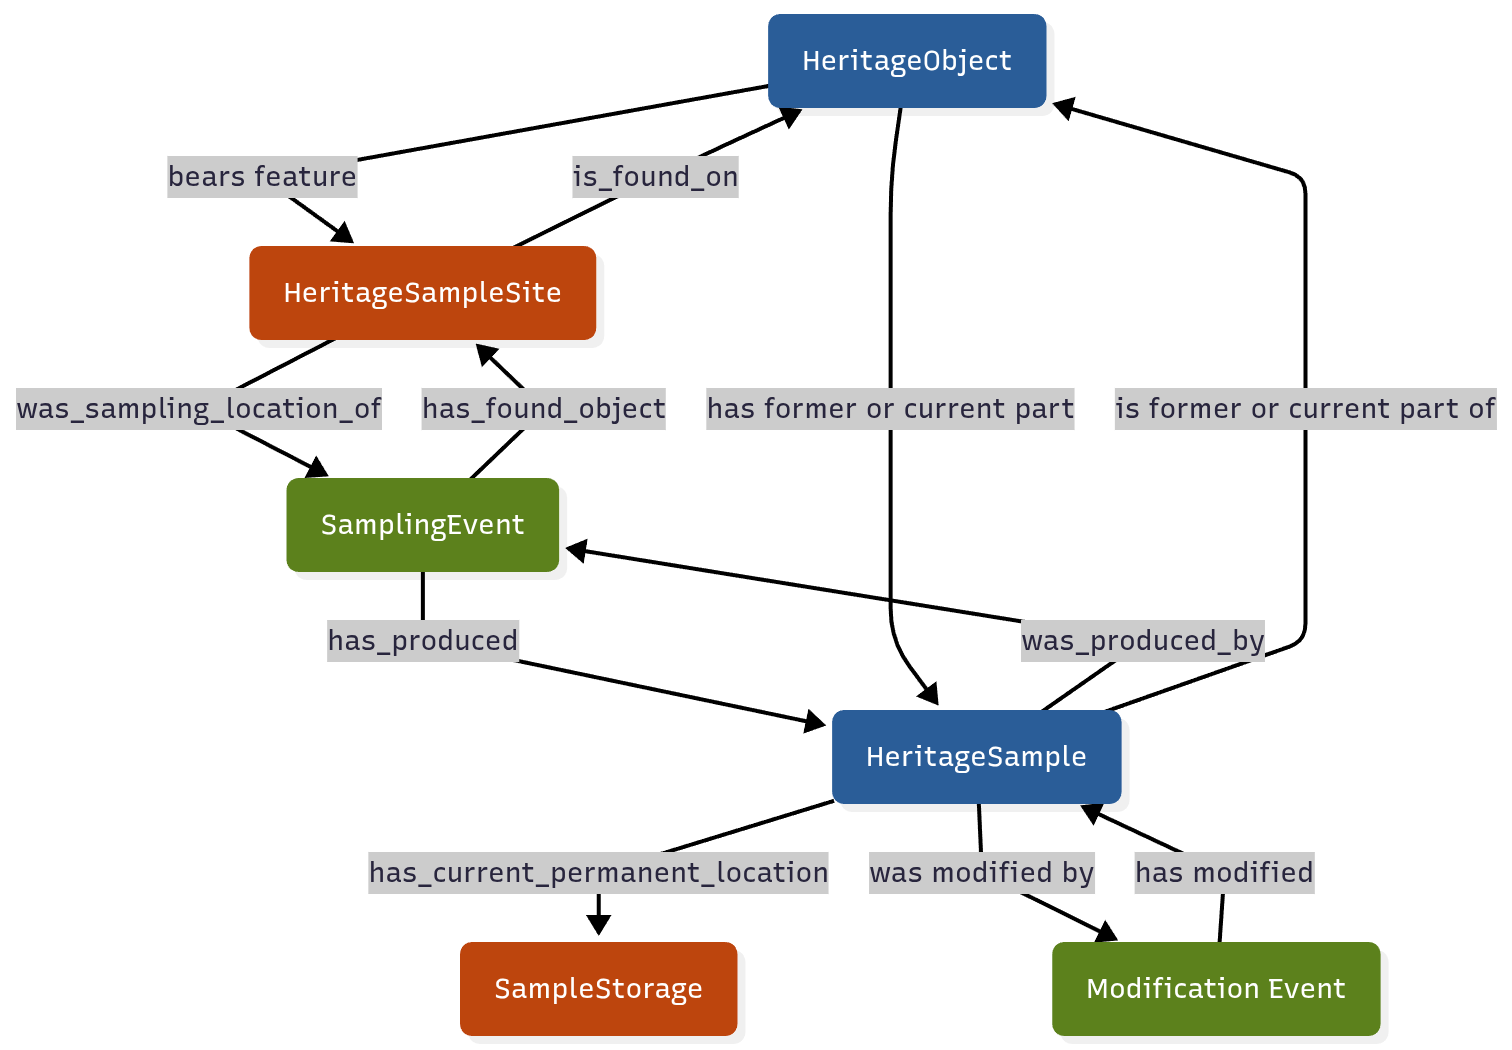 HeritageObject
bears feature
is_found_on
HeritageSampleSite
was_sampling_location_of
has_found_object
has former or current part
is former or current part of
SamplingEvent
has_produced
was_produced_by
HeritageSample
has_current_permanent_location
was modified by
has modified
SampleStorage
Modification Event